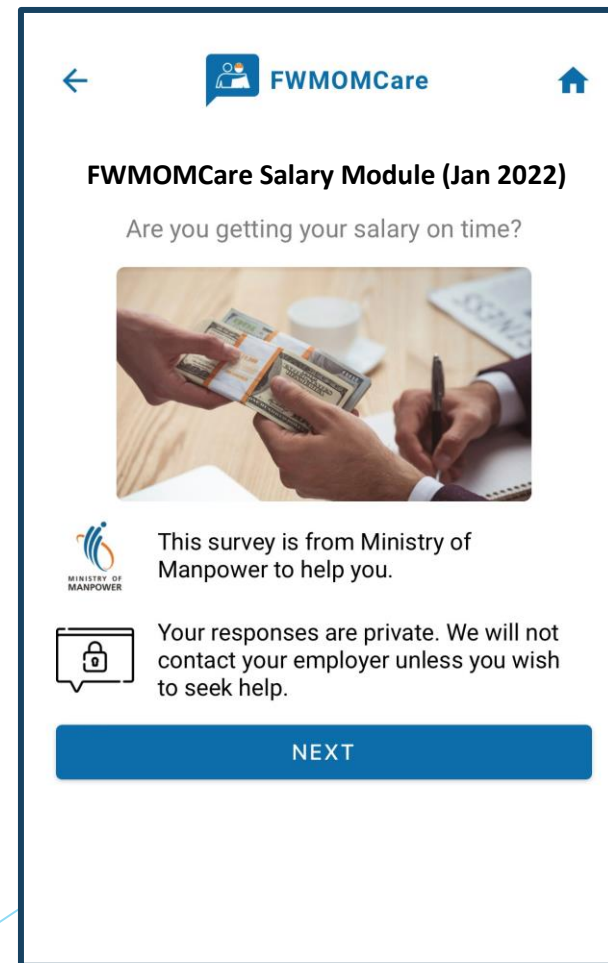 FWMOMCare
FWMOMCare Salary Module (Jan 2022)
Are you getting your salary on time?
MINISTRY OF
MANPOWER
This survey is from Ministry of
Manpower to help you.
Your responses are private. We will not
contact your employer unless you wish
to seek help.
NEXT